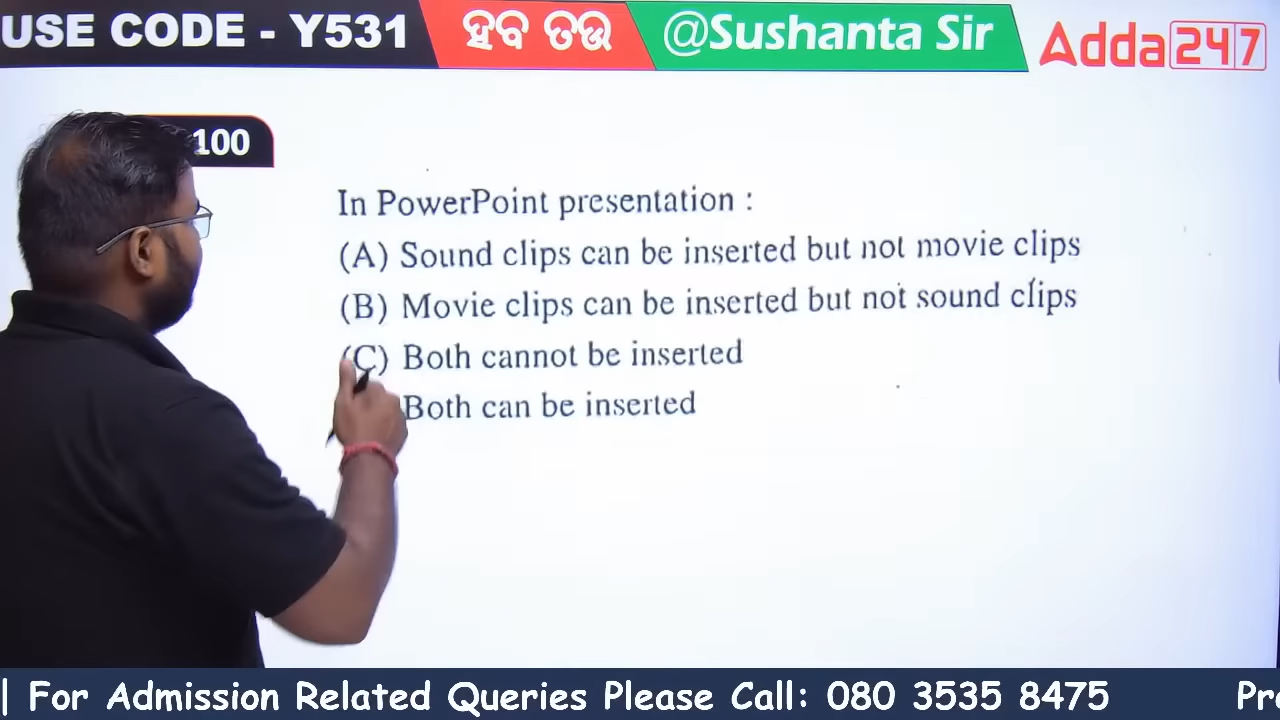 USE CODE - Y531
ହବ ତଉ
@Sushanta Sir
Adda247
100
In PowerPoint presentation :
(A) Sound clips can be inserted but not movie clips
(B) Movie clips can be inserted but not sound clips
(C) Both cannot be inserted
Both can be inserted
| For Admission Related Queries Please Call: 080 3535 8475